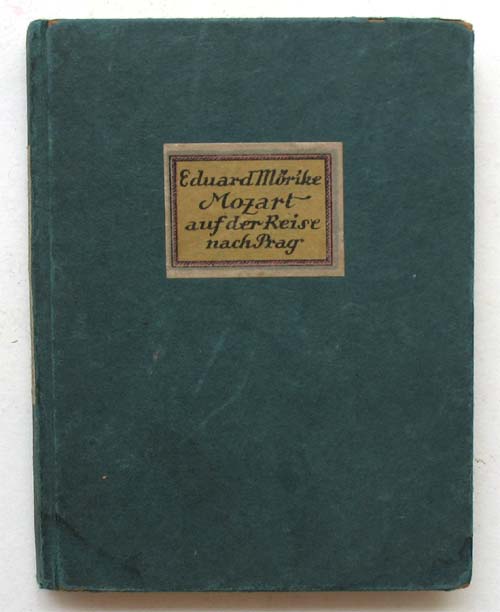 Eduard Mörike
Mozart
auf der Reise
nach Prag